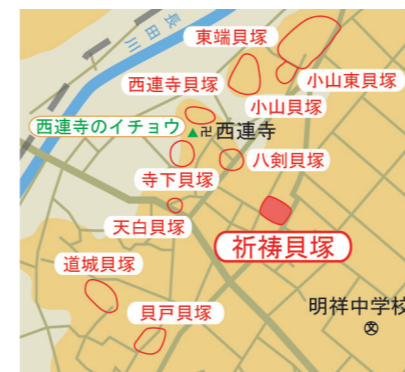 東端貝塚
長田川
西連寺貝塚
小山東貝塚
小山貝塚
西連寺のイチョウ
卍西連寺
八剣貝塚
寺下貝塚
天白貝塚
祈祷貝塚
道城貝塚
貝戸貝塚
明祥中学校
文